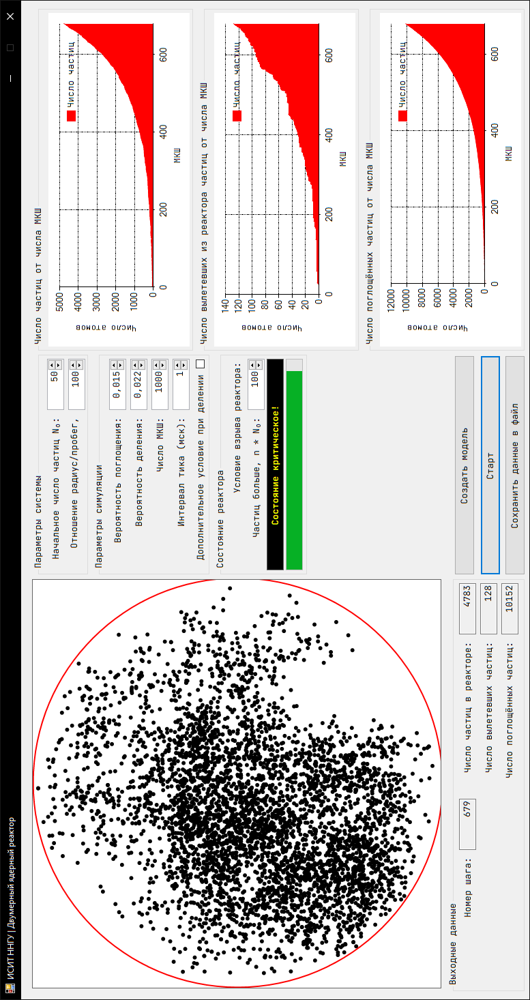 ИСИТ ННГУ | Двумерный ядерный реактор
Параметры системы
Начальное число частиц N₀:
50
Отношение радиус/пробег,
100
Параметры симуляции
Вероятность поглощения:
0,015
Вероятность деления:
0,022
Число МКШ:
1000
Интервал тика (мск):
1
Дополнительное условие при делении
Состояние реактора
Условие взрыва реактора:
Частиц больше, n * N₀:
100
Состояние критическое!
Создать модель
Старт
Сохранить данные в файл
Выходные данные
Номер шага:
679
Число частиц в реакторе:
4783
Число вылетевших частиц:
128
Число поглощённых частиц:
10152
Число частиц от числа МКШ
Число атомов
5000
4000
3000
2000
1000
0
0
200
400
600
МКШ
Число частиц
Число вылетевших из реактора частиц от числа МКШ
Число атомов
140
120
100
80
60
40
20
0
0
200
400
600
МКШ
Число частиц
Число поглощённых частиц от числа МКШ
Число атомов
12000
10000
8000
6000
4000
2000
0
0
200
400
600
МКШ
Число частиц